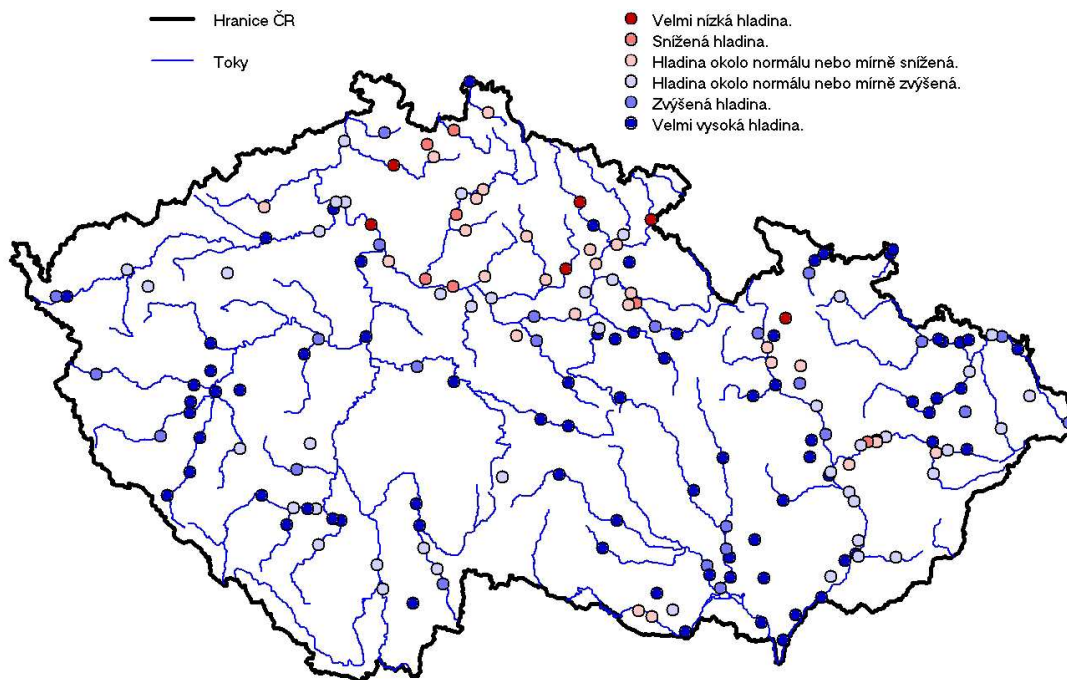 Hranice ČR
Toky
Velmi nízká hladina.
Snížená hladina.
Hladina okolo normálu nebo mírně snížená.
Hladina okolo normálu nebo mírně zvýšená.
Zvýšená hladina.
Velmi vysoká hladina.